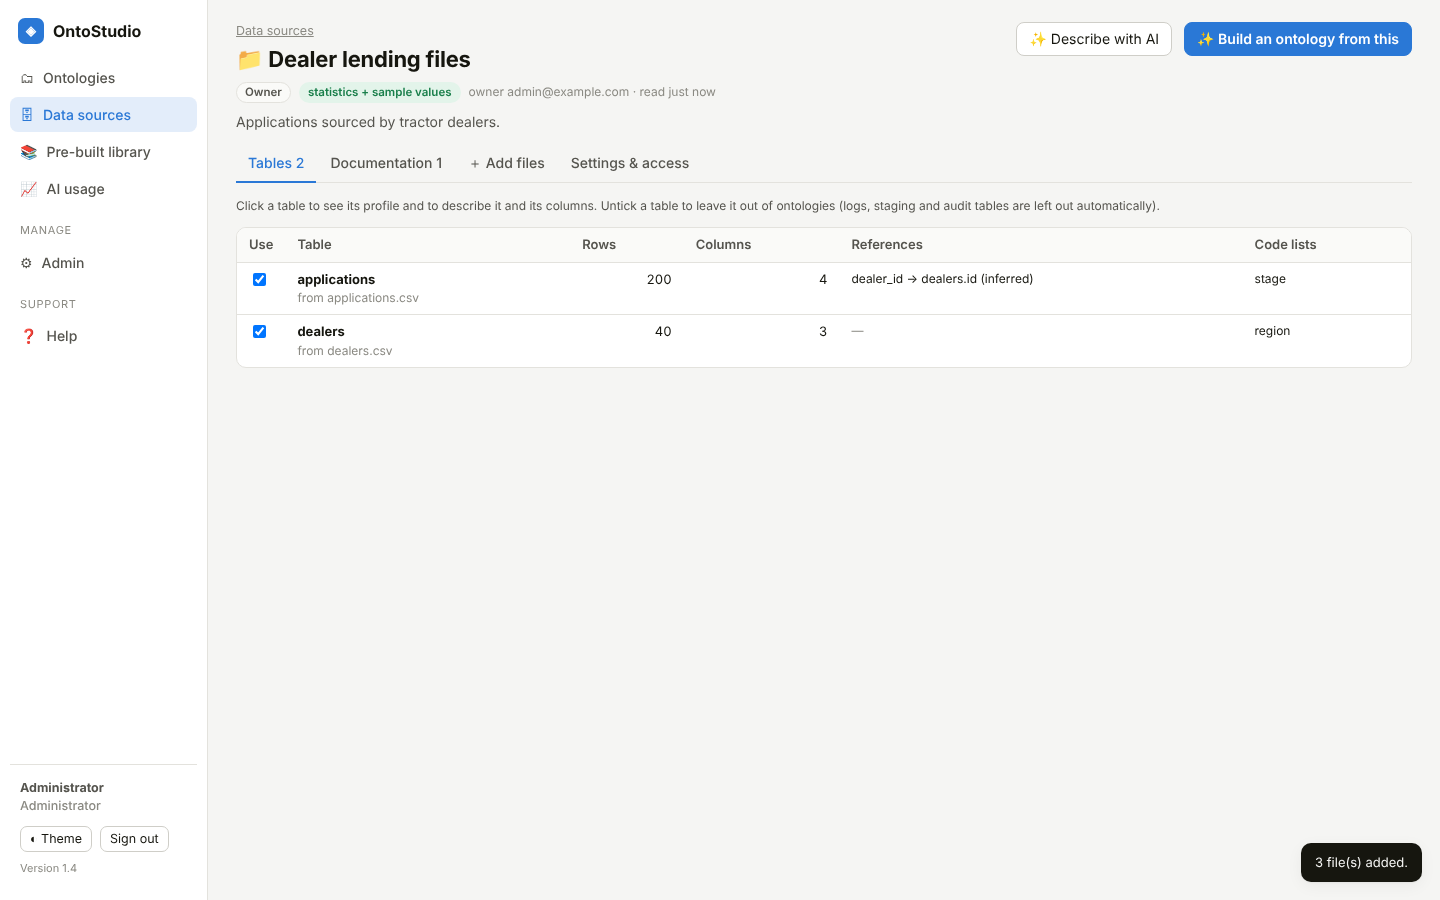 OntoStudio
Ontologies
Data sources
Pre-built library
AI usage
MANAGE
Admin
SUPPORT
Help
Administrator
Administrator
Theme
Sign out
Version 1.4
Data sources
Dealer lending files
Owner
statistics + sample values
owner admin@example.com · read just now
Applications sourced by tractor dealers.
Describe with AI
Build an ontology from this
Tables 2
Documentation 1
+ Add files
Settings & access
Click a table to see its profile and to describe it and its columns. Untick a table to leave it out of ontologies (logs, staging and audit tables are left out automatically).
Use Table Rows Columns References Code lists
applications 200 4 dealer_id → dealers.id (inferred) stage
from applications.csv
dealers 40 3 — region
from dealers.csv
3 file(s) added.